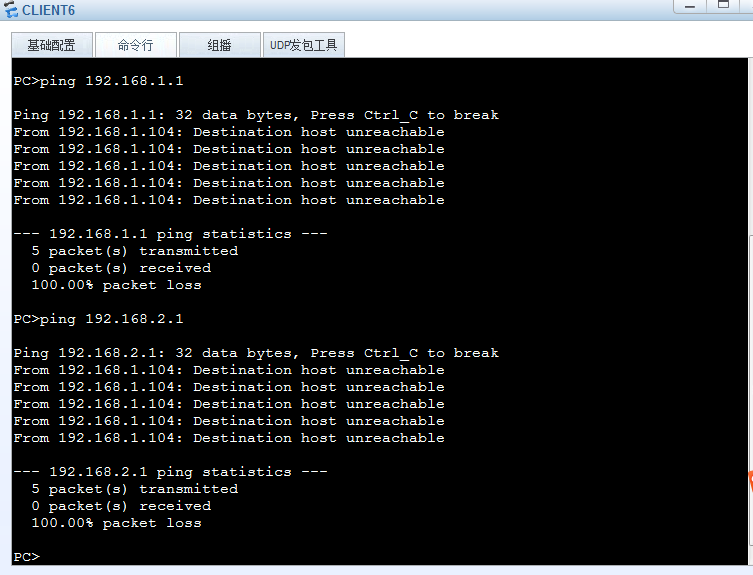 CLIENT6
基础配置 命令行 组播 UDP发包工具
PC>ping 192.168.1.1
Ping 192.168.1.1: 32 data bytes, Press Ctrl_C to break
From 192.168.1.104: Destination host unreachable
From 192.168.1.104: Destination host unreachable
From 192.168.1.104: Destination host unreachable
From 192.168.1.104: Destination host unreachable
From 192.168.1.104: Destination host unreachable
--- 192.168.1.1 ping statistics ---
5 packet(s) transmitted
0 packet(s) received
100.00% packet loss
PC>ping 192.168.2.1
Ping 192.168.2.1: 32 data bytes, Press Ctrl_C to break
From 192.168.1.104: Destination host unreachable
From 192.168.1.104: Destination host unreachable
From 192.168.1.104: Destination host unreachable
From 192.168.1.104: Destination host unreachable
From 192.168.1.104: Destination host unreachable
--- 192.168.2.1 ping statistics ---
5 packet(s) transmitted
0 packet(s) received
100.00% packet loss
PC>